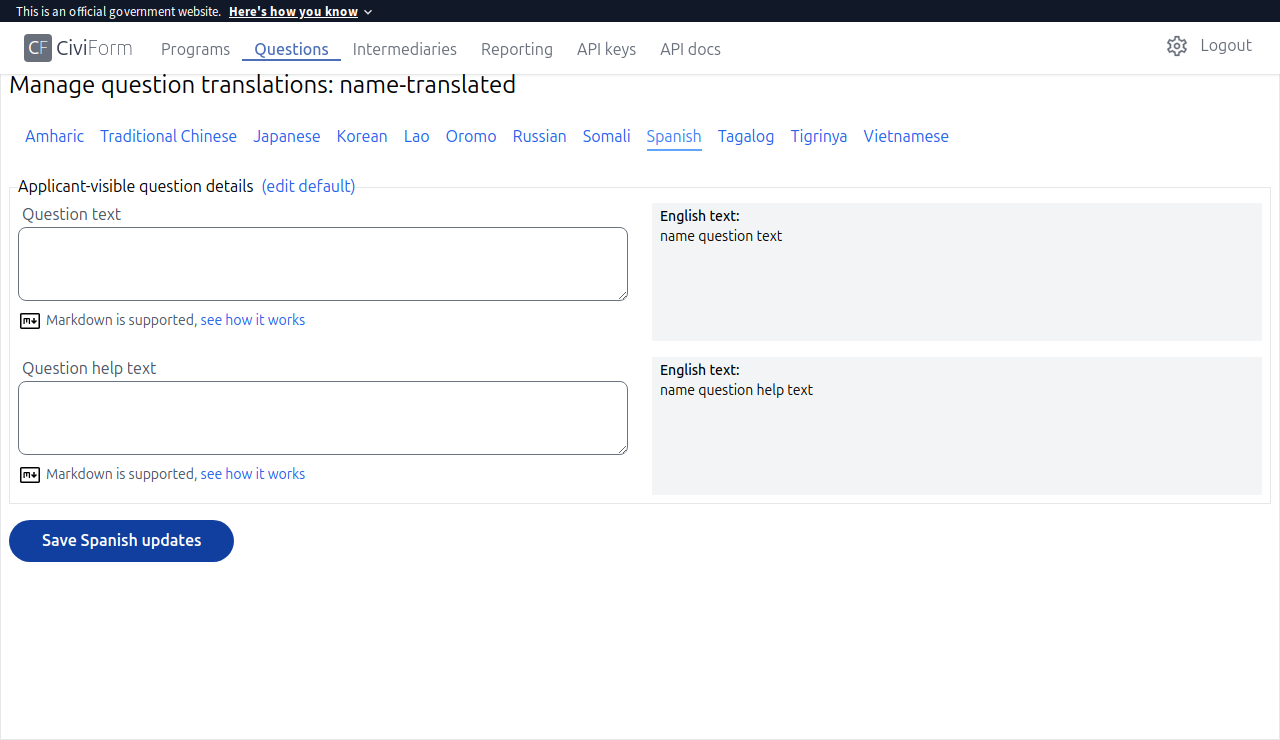 This is an official government website. Here's how you know
CF CiviForm Programs Questions Intermediaries Reporting API keys API docs Logout
Manage question translations: name-translated
Amharic Traditional Chinese Japanese Korean Lao Oromo Russian Somali Spanish Tagalog Tigrinya Vietnamese
Applicant-visible question details (edit default)
Question text
English text:
name question text
Markdown is supported, see how it works
Question help text
English text:
name question help text
Markdown is supported, see how it works
Save Spanish updates